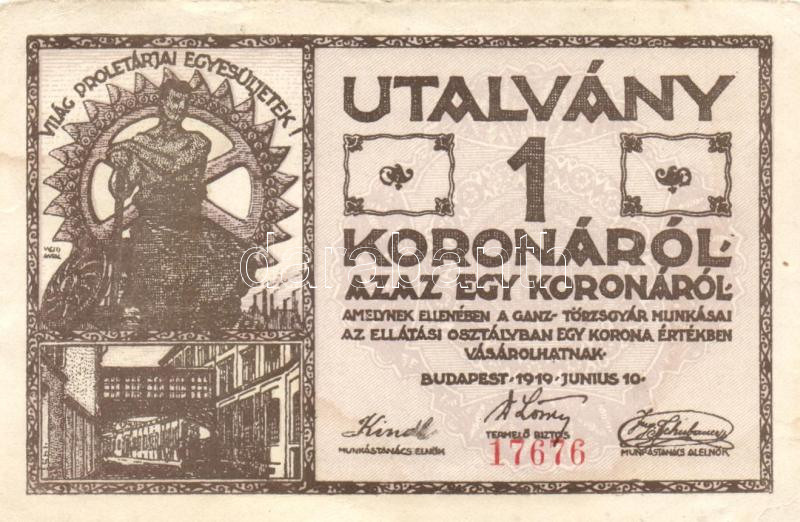 VILÁG PROLETÁRJAI EGYESÜLJETEK!
UTALVÁNY
1
KORONÁRÓL·
AZAZ EGY KORONÁRÓL·
AMELYNEK ELLENÉBEN A GANZ- TÖRZSGYÁR MUNKÁSAI
AZ ELLÁTÁSI OSZTÁLYBAN EGY KORONA ÉRTÉKBEN
VÁSÁROLHATNAK·
BUDAPEST·1919·JUNIUS 10·
MUNKÁSTANÁCS ELNÖK
TERMELŐ BIZTOS
MUNKÁSTANÁCS ALELNÖK
17676
darabanth